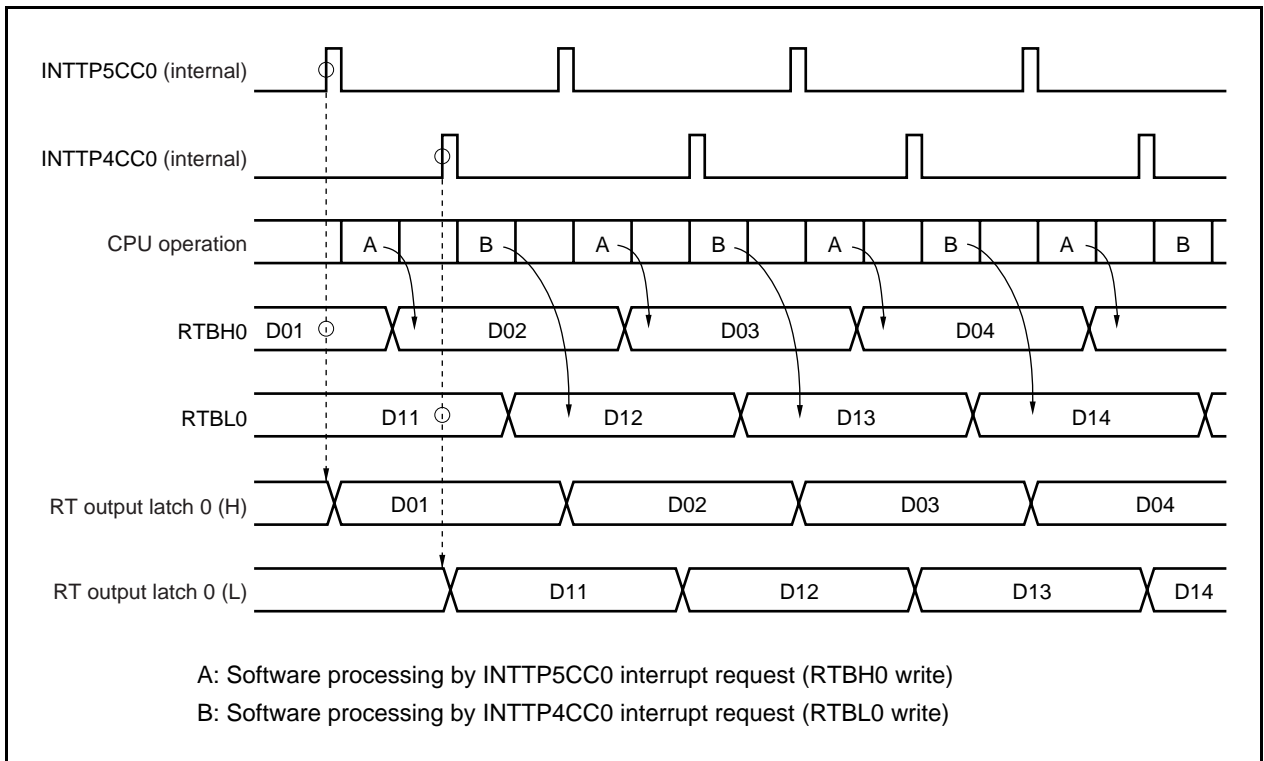 INTTP5CC0 (internal)
INTTP4CC0 (internal)
CPU operation A B A B A B A B
RTBH0 D01 D02 D03 D04
RTBL0 D11 D12 D13 D14
RT output latch 0 (H) D01 D02 D03 D04
RT output latch 0 (L) D11 D12 D13 D14
A: Software processing by INTTP5CC0 interrupt request (RTBH0 write)
B: Software processing by INTTP4CC0 interrupt request (RTBL0 write)